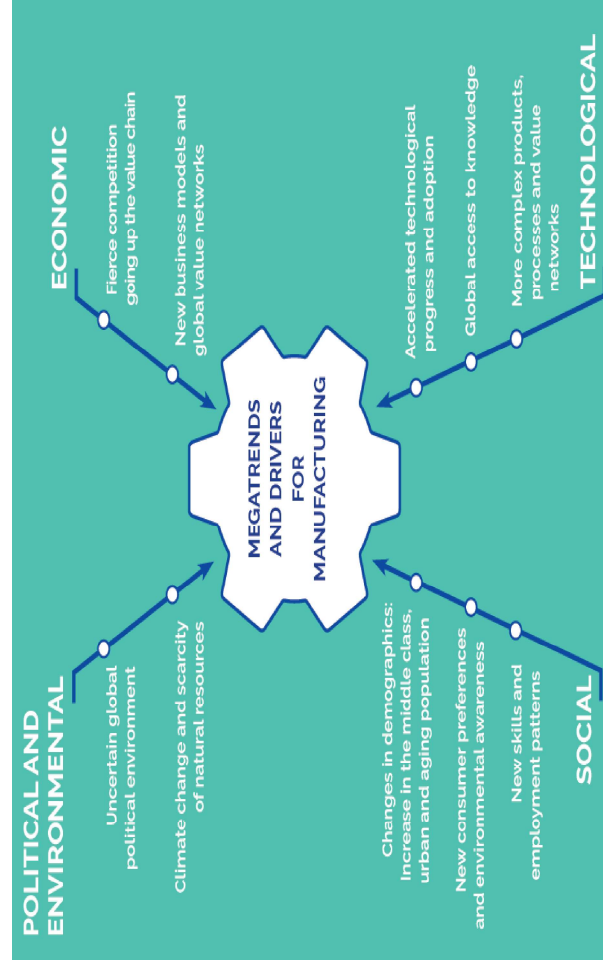 POLITICAL AND
ENVIRONMENTAL
Uncertain global
political environment
Climate change and scarcity
of natural resources
ECONOMIC
Fierce competition
going up the value chain
New business models and
global value networks
MEGATRENDS
AND DRIVERS
FOR
MANUFACTURING
Changes in demographics:
Increase in the middle class,
urban and aging population
New consumer preferences
and environmental awareness
New skills and
employment patterns
SOCIAL
Accelerated technological
progress and adoption
Global access to knowledge
More complex products,
processes and value
networks
TECHNOLOGICAL